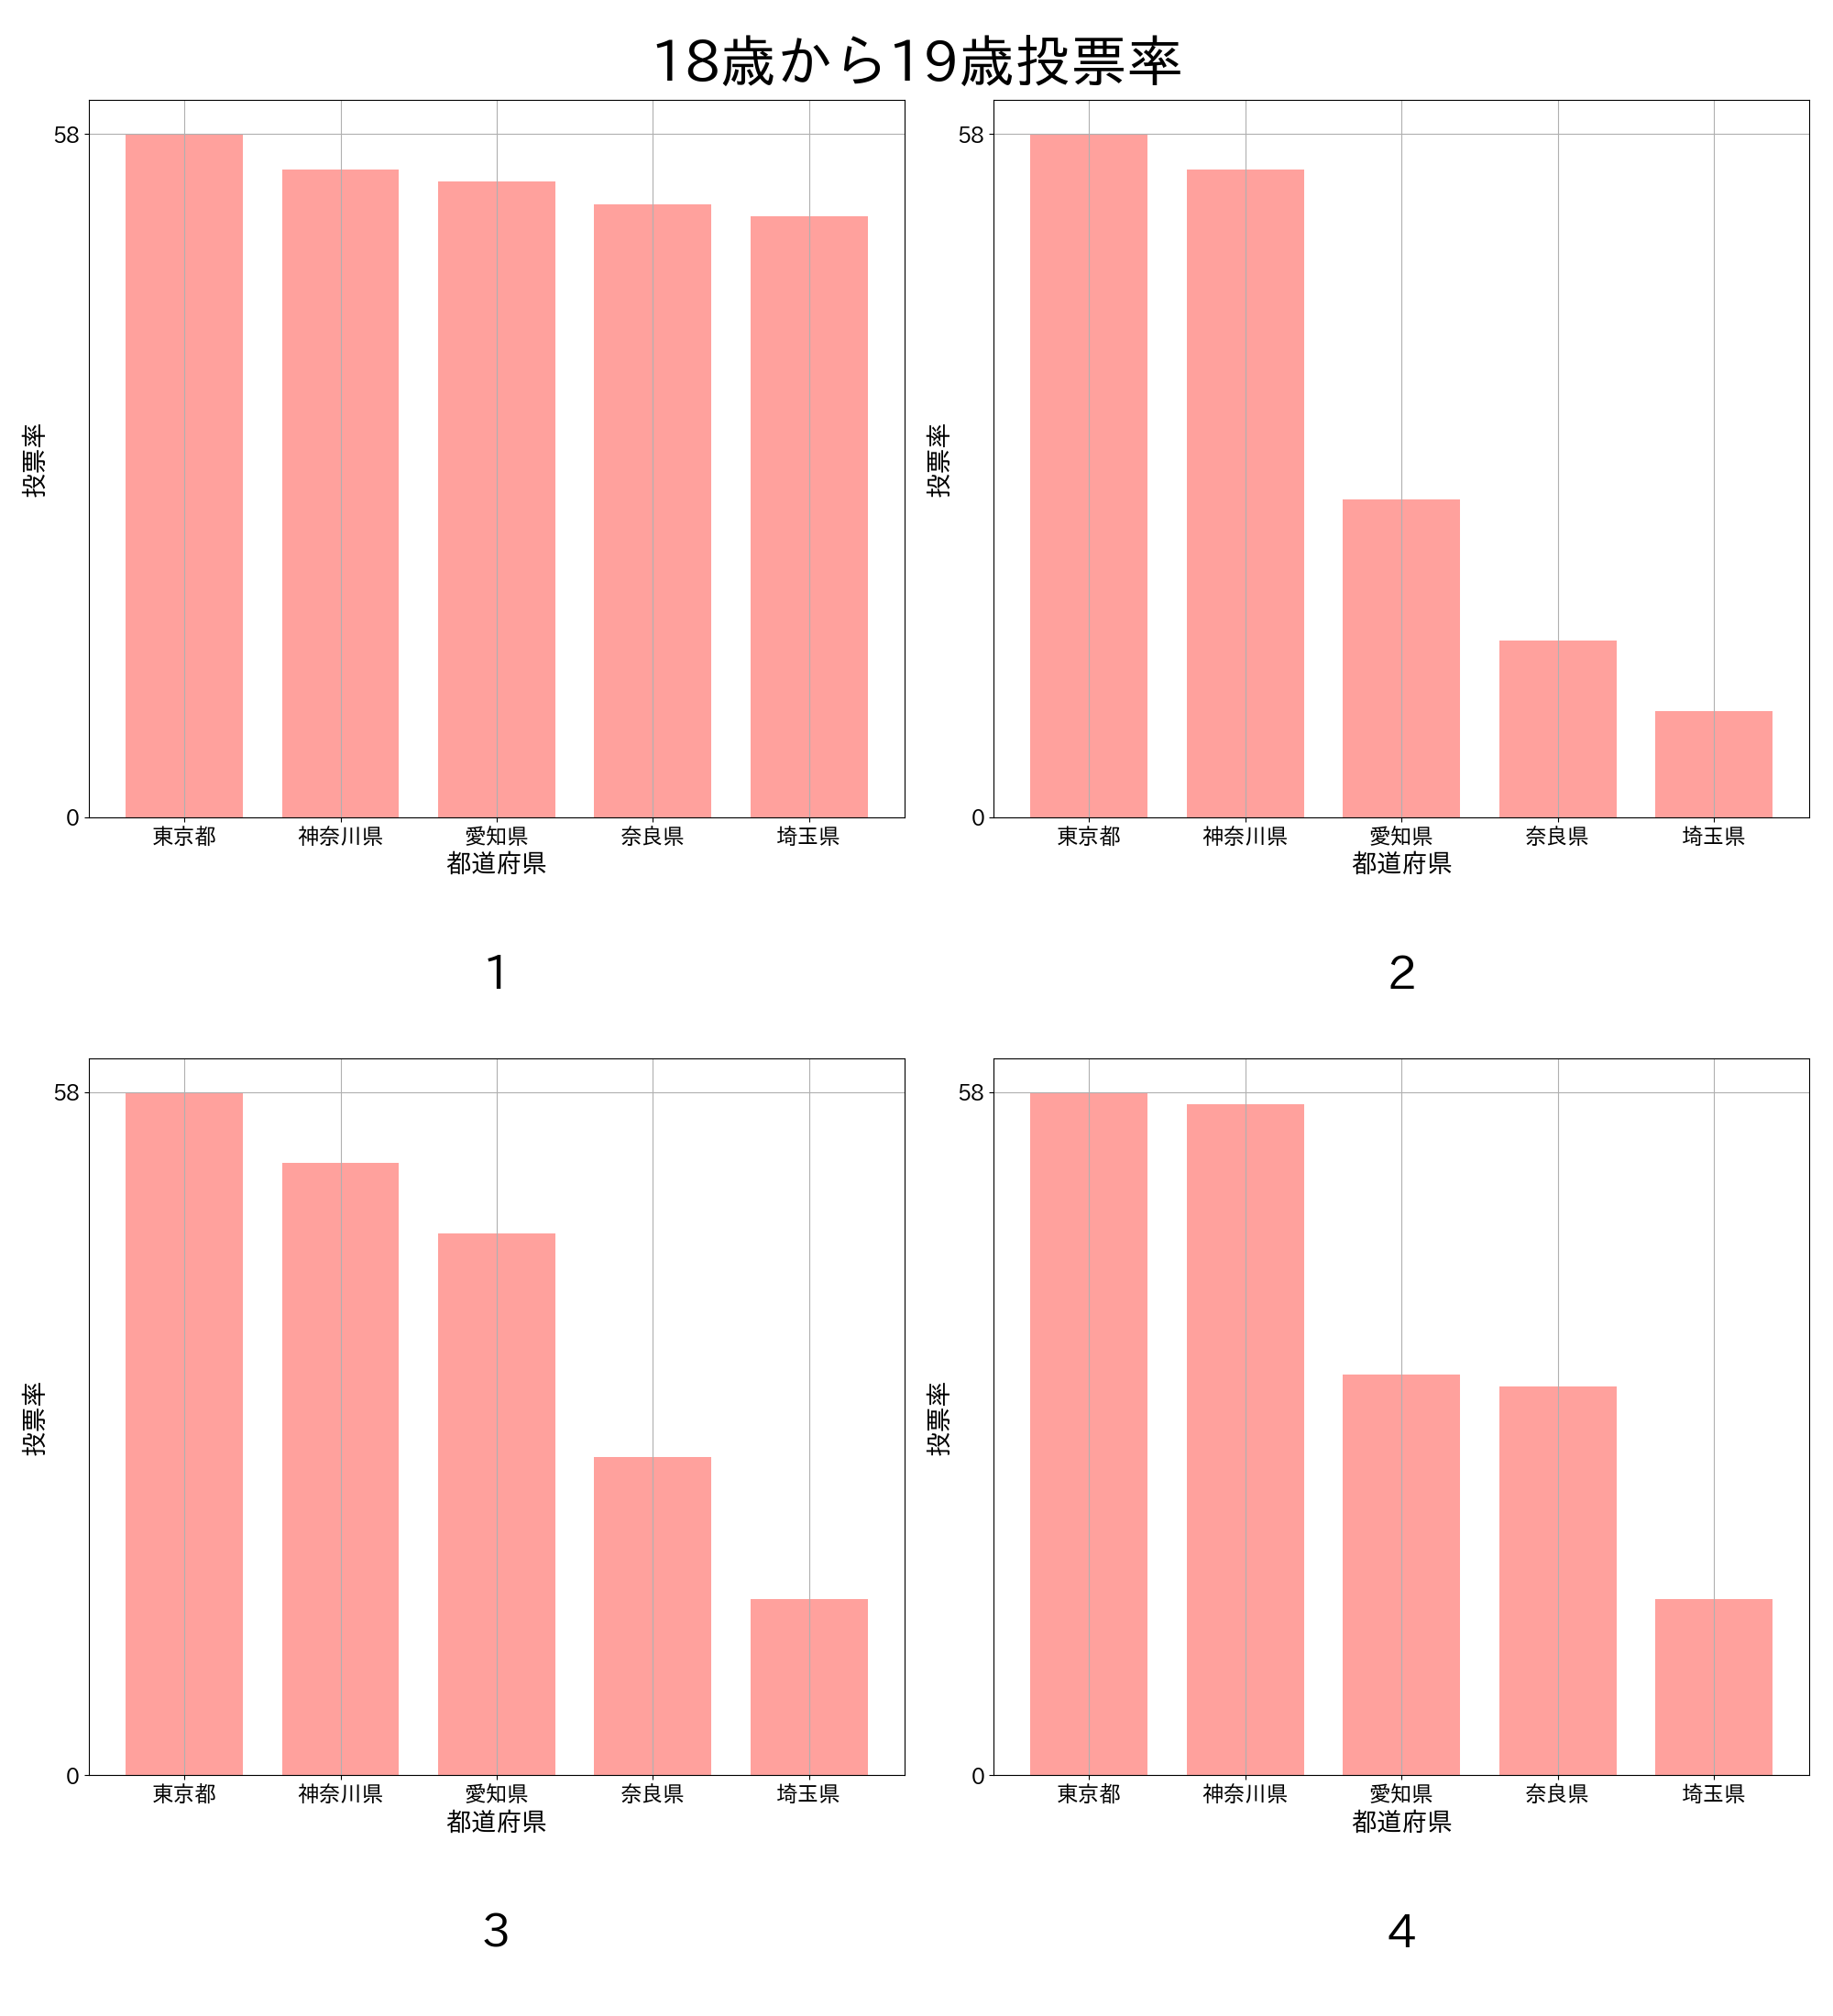 18歳から19歳投票率
58
0
投票率
東京都 神奈川県 愛知県 奈良県 埼玉県
都道府県
1
58
0
投票率
東京都 神奈川県 愛知県 奈良県 埼玉県
都道府県
2
58
0
投票率
東京都 神奈川県 愛知県 奈良県 埼玉県
都道府県
3
58
0
投票率
東京都 神奈川県 愛知県 奈良県 埼玉県
都道府県
4